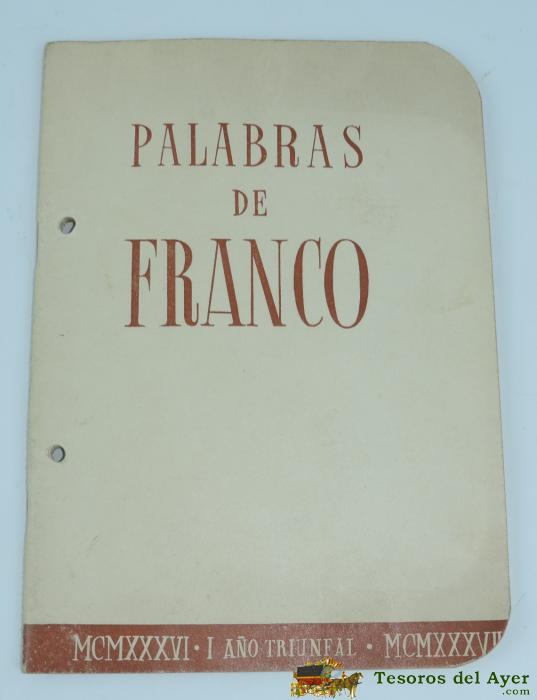 PALABRAS
DE
FRANCO
MCMXXXVI · I AÑO TRIUNFAL · MCMXXXVII
Tesoros del Ayer
.com